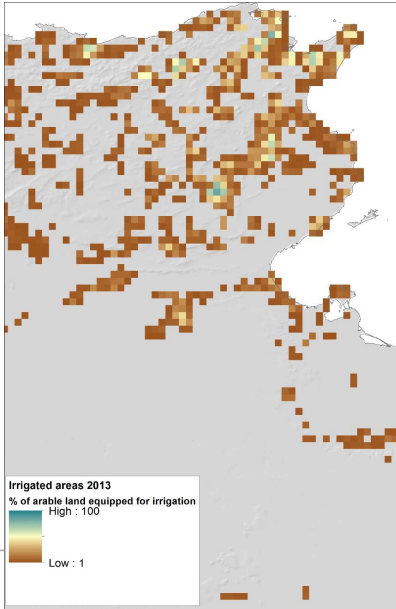 Irrigated areas 2013
% of arable land equipped for irrigation
High : 100
Low : 1